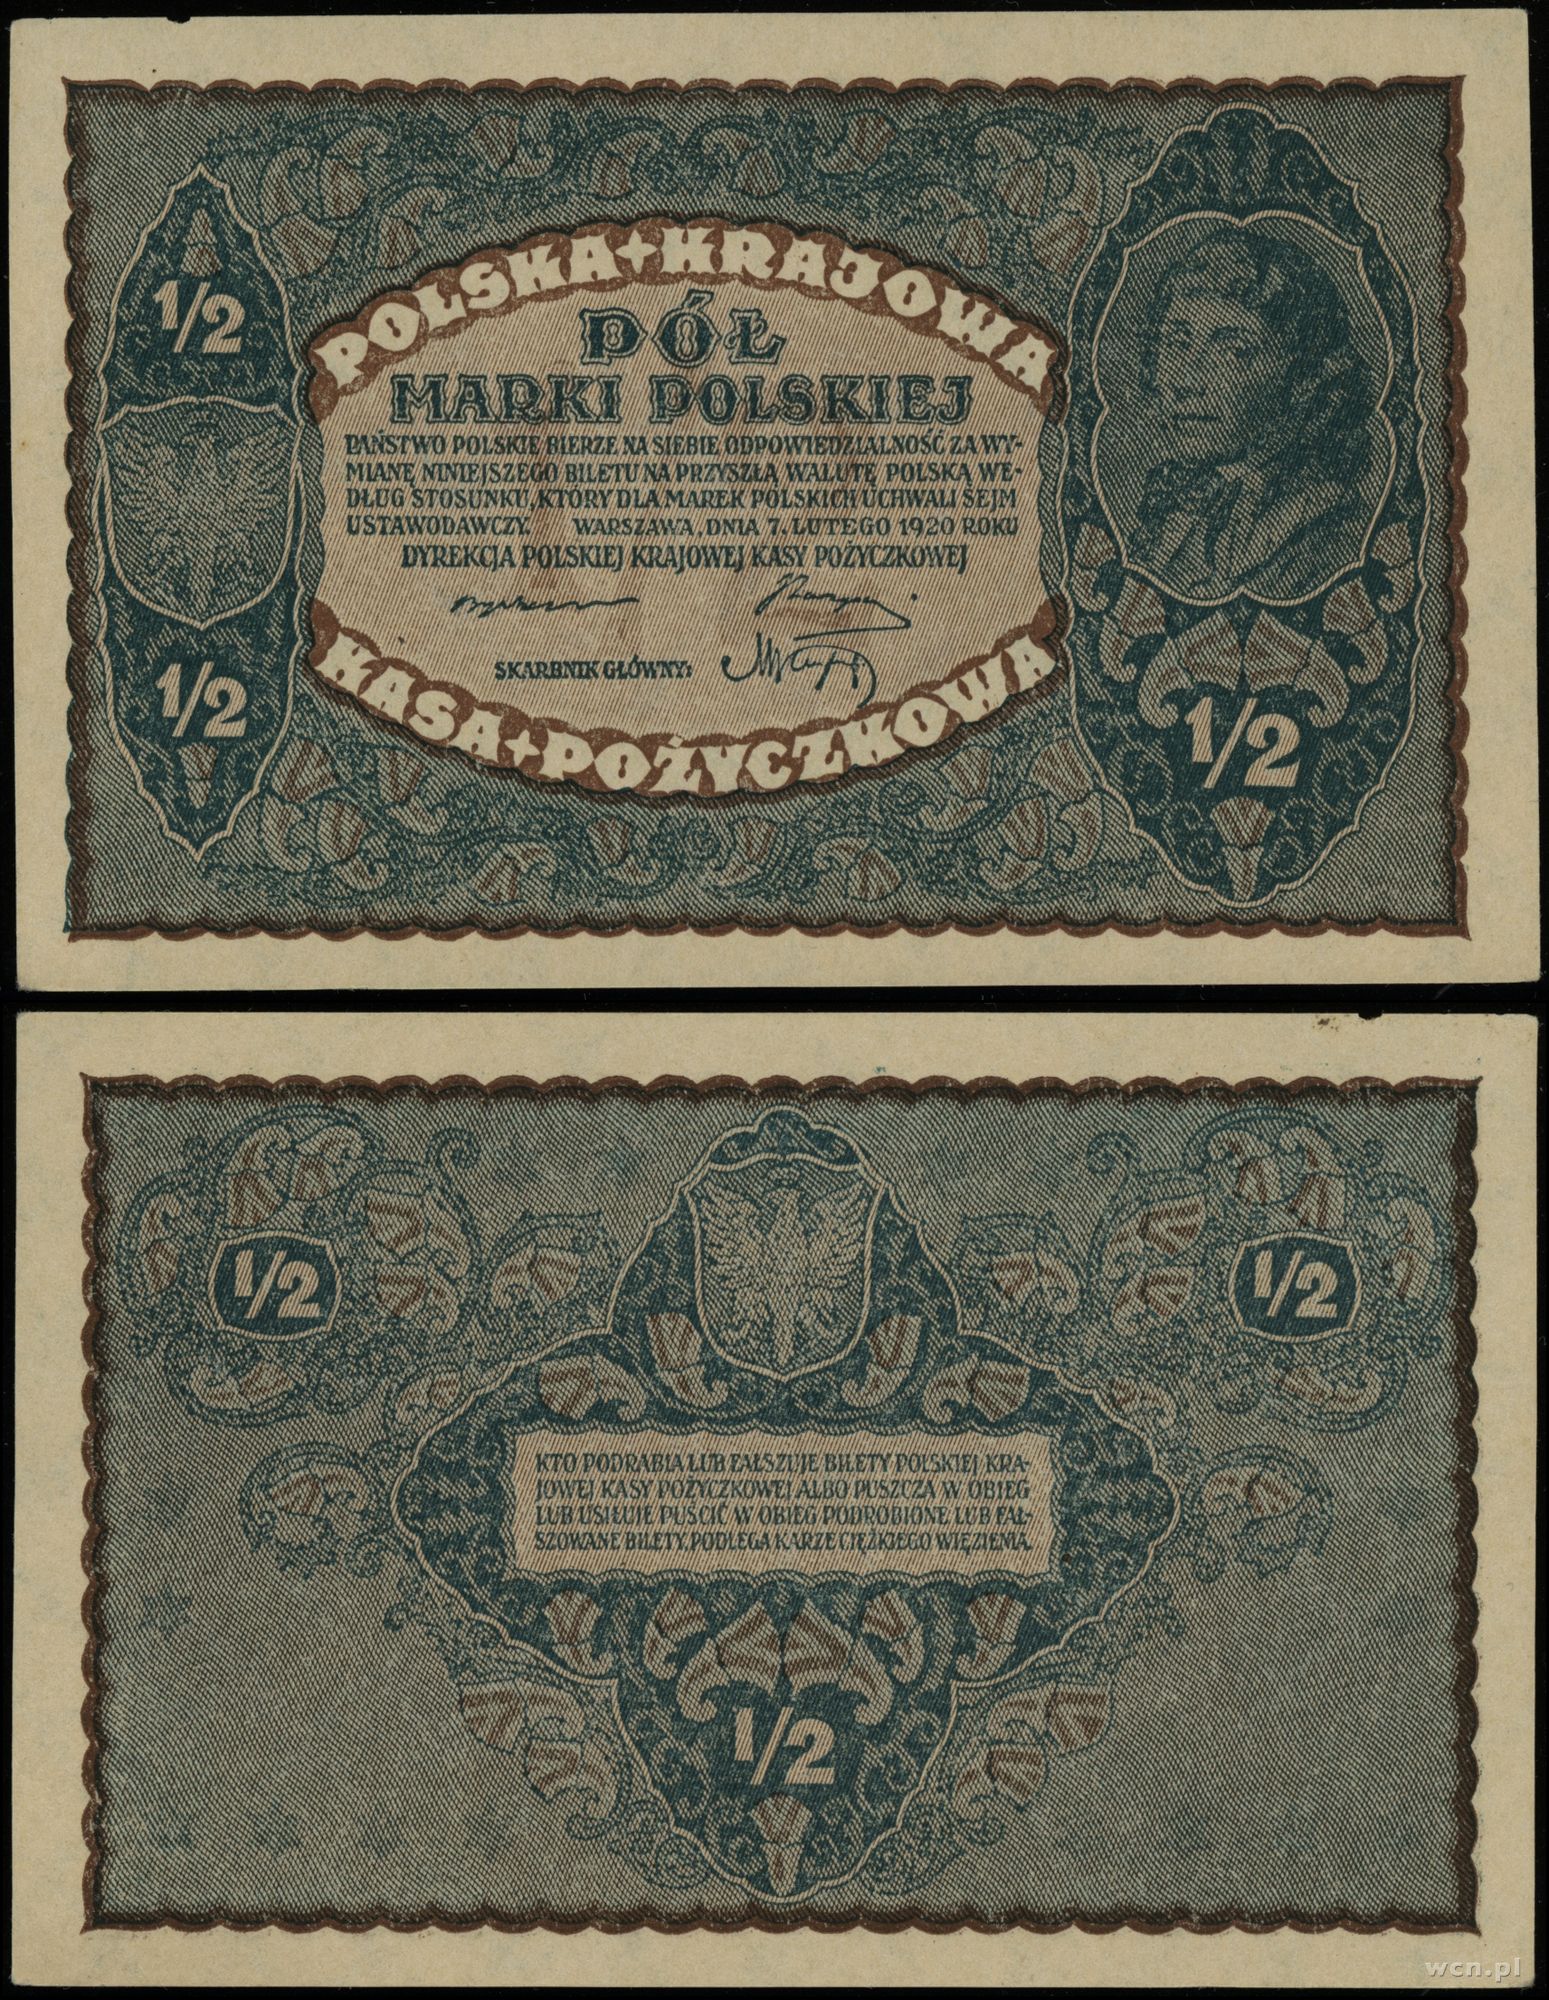 POLSKA + KRAJOWA
PÓŁ
MARKI POLSKIEJ
1/2
PAŃSTWO POLSKIE BIERZE NA SIEBIE ODPOWIEDZIALNOŚĆ ZA WY-
MIANĘ NINIEJSZEGO BILETU NA PRZYSZŁĄ WALUTĘ POLSKĄ WE-
DŁUG STOSUNKU, KTÓRY DLA MAREK POLSKICH UCHWALI SEJM
USTAWODAWCZY. WARSZAWA, DNIA 7. LUTEGO 1920 ROKU
DYREKCJA POLSKIEJ KRAJOWEJ KASY POŻYCZKOWEJ
SKARBNIK GŁÓWNY:
1/2
1/2
KASA + POŻYCZKOWA
1/2
1/2
KTO PODRABIA LUB FAŁSZUJE BILETY POLSKIEJ KRA-
JOWEJ KASY POŻYCZKOWEJ ALBO PUSZCZA W OBIEG
LUB USIŁUJE PUŚCIĆ W OBIEG PODROBIONE LUB FAŁ-
SZOWANE BILETY, PODLEGA KARZE CIĘŻKIEGO WIĘZIENIA.
1/2
wcn.pl